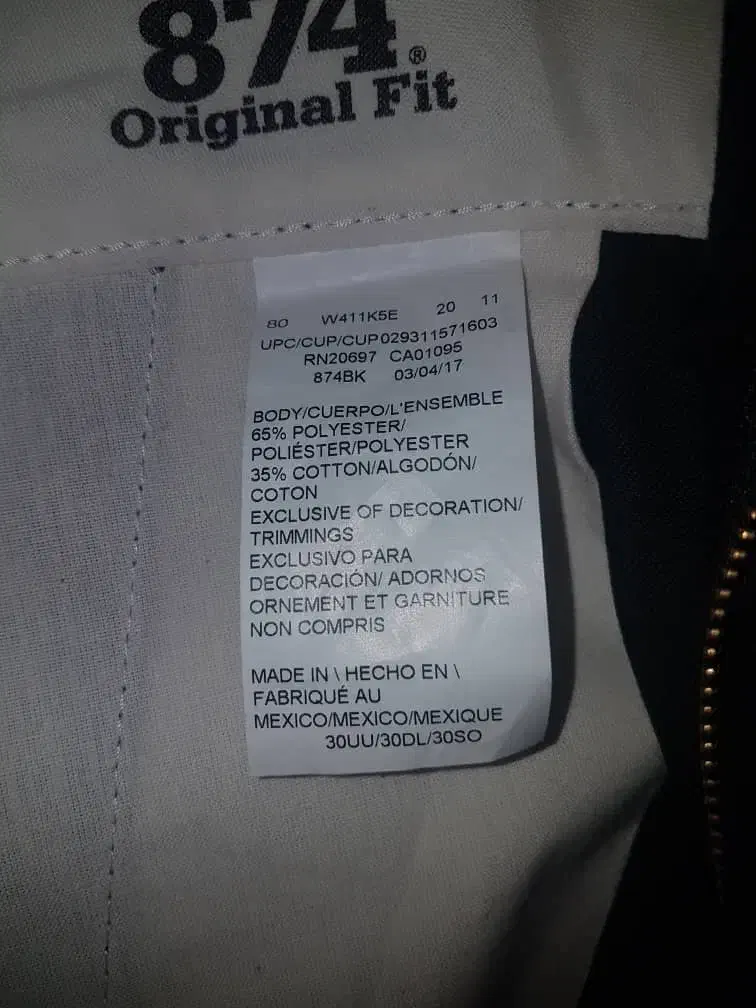 874®
Original Fit
80 W411K5E 20 11
UPC/CUP/CUP029311571603
RN20697 CA01095
874BK 03/04/17
BODY/CUERPO/L'ENSEMBLE
65% POLYESTER/
POLIÉSTER/POLYESTER
35% COTTON/ALGODÓN/
COTON
EXCLUSIVE OF DECORATION/
TRIMMINGS
EXCLUSIVO PARA
DECORACIÓN/ ADORNOS
ORNEMENT ET GARNITURE
NON COMPRIS
MADE IN \ HECHO EN \
FABRIQUÉ AU
MEXICO/MEXICO/MEXIQUE
30UU/30DL/30SO